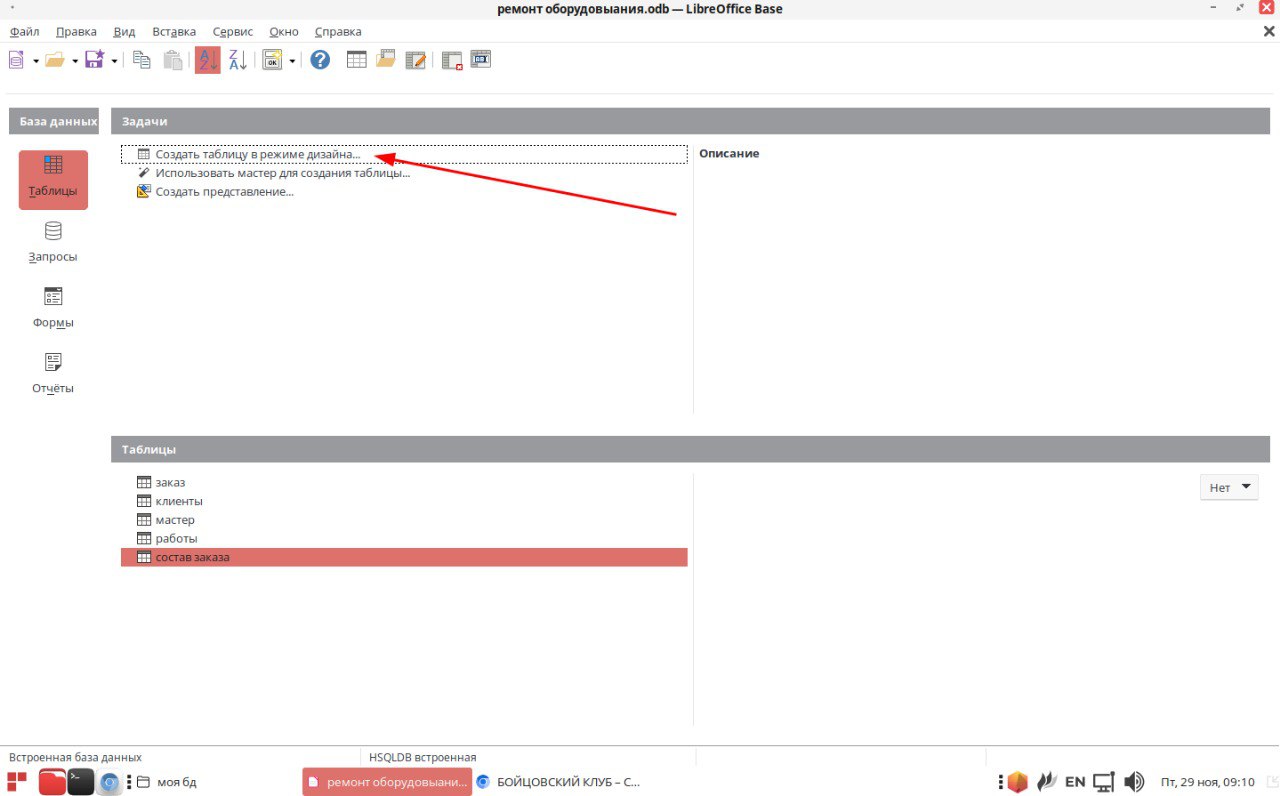 ремонт оборудовыания.odb — LibreOffice Base
Файл Правка Вид Вставка Сервис Окно Справка
База данных
Задачи
Создать таблицу в режиме дизайна...
Использовать мастер для создания таблицы...
Создать представление...
Описание
Таблицы
Запросы
Формы
Отчёты
Таблицы
заказ
клиенты
мастер
работы
состав заказа
Нет
Встроенная база данных
HSQLDB встроенная
моя бд
ремонт оборудовыани...
БОЙЦОВСКИЙ КЛУБ – С...
EN
Пт, 29 ноя, 09:10